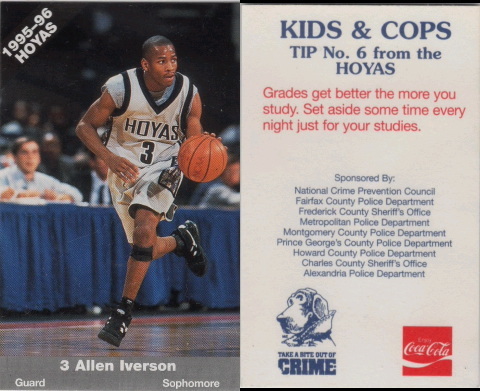 1995-96
HOYAS
HOYAS
3
3 Allen Iverson
Guard Sophomore
KIDS & COPS
TIP No. 6 from the
HOYAS
Grades get better the more you
study. Set aside some time every
night just for your studies.
Sponsored By:
National Crime Prevention Council
Fairfax County Police Department
Frederick County Sheriff's Office
Metropolitan Police Department
Montgomery County Police Department
Prince George's County Police Department
Howard County Police Department
Charles County Sheriff's Office
Alexandria Police Department
TAKE A BITE OUT OF
CRIME
Enjoy
Coca-Cola